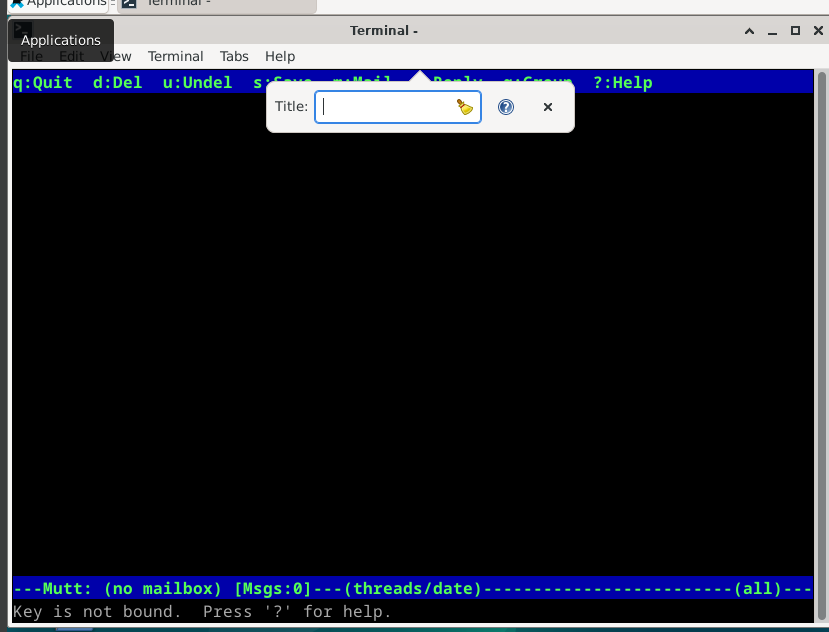 Applications
Terminal -
Terminal -
Applications
File Edit View Terminal Tabs Help
q:Quit d:Del u:Undel s:Save m:Mail r:Reply g:Group ?:Help
Title:
---Mutt: (no mailbox) [Msgs:0]---(threads/date)-------------------------(all)---
Key is not bound. Press '?' for help.